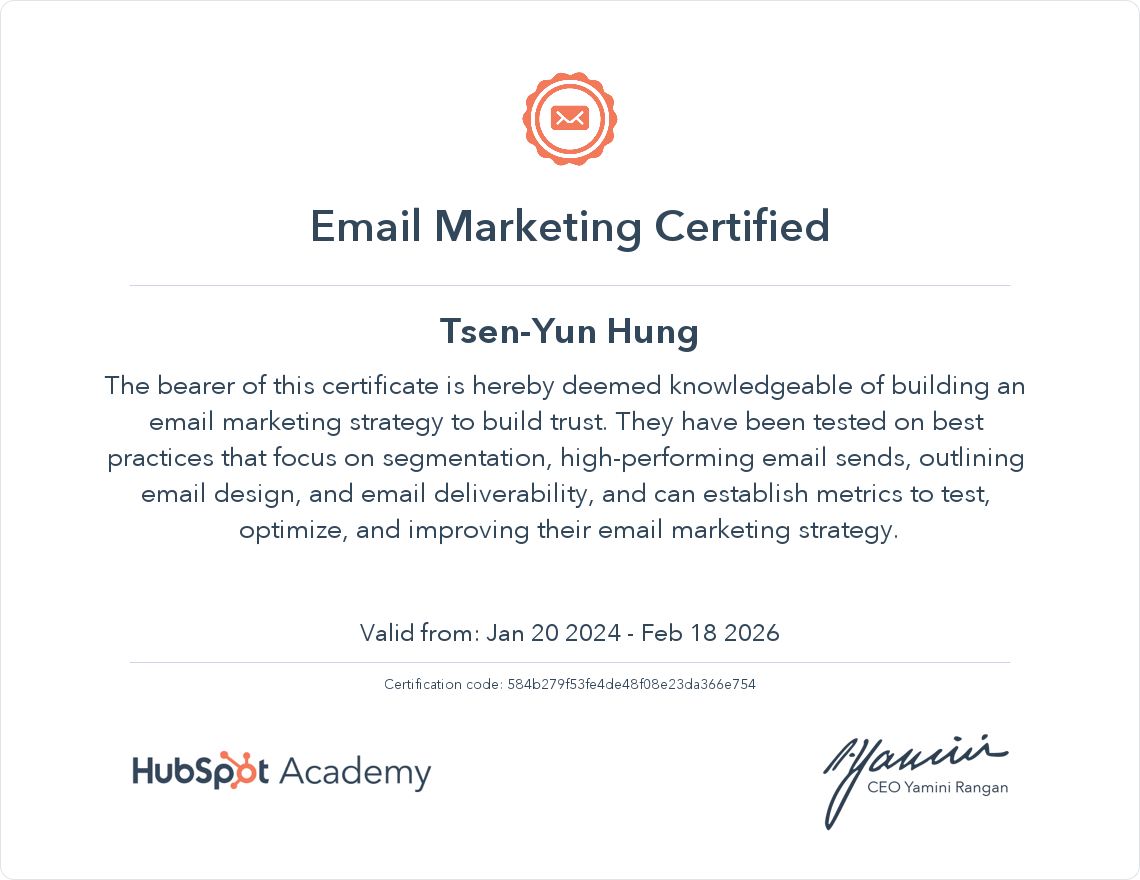 Email Marketing Certified
Tsen-Yun Hung
The bearer of this certificate is hereby deemed knowledgeable of building an
email marketing strategy to build trust. They have been tested on best
practices that focus on segmentation, high-performing email sends, outlining
email design, and email deliverability, and can establish metrics to test,
optimize, and improving their email marketing strategy.
Valid from: Jan 20 2024 - Feb 18 2026
Certification code: 584b279f53fe4de48f08e23da366e754
HubSpot Academy
Yamini
CEO Yamini Rangan